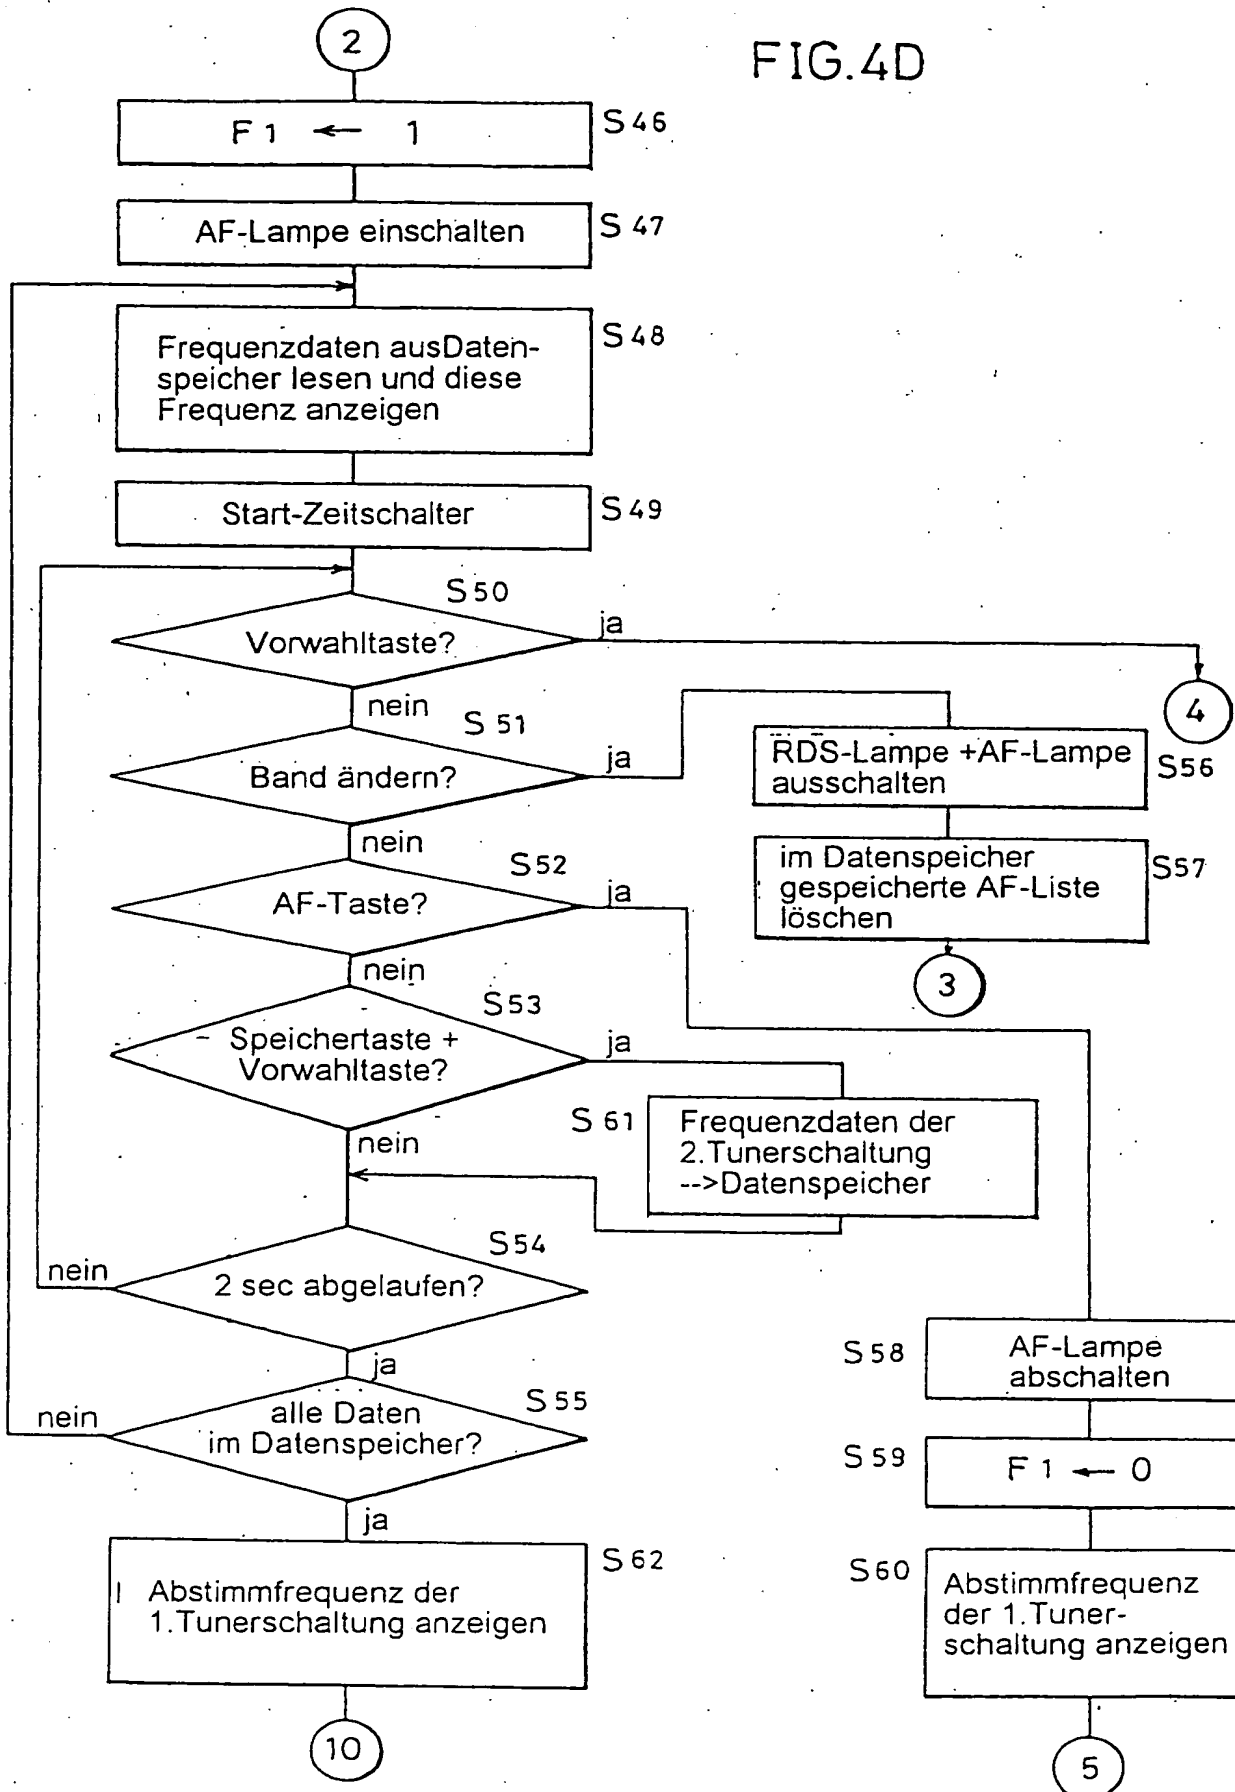 FIG.4D
2
F1 ← 1
S46
AF-Lampe einschalten
S47
Frequenzdaten ausDaten-
speicher lesen und diese
Frequenz anzeigen
S48
Start-Zeitschalter
S49
S50
Vorwahltaste?
ja
4
nein
S51
Band ändern?
ja
RDS-Lampe +AF-Lampe
ausschalten
S56
nein
im Datenspeicher
gespeicherte AF-Liste
löschen
S57
3
S52
AF-Taste?
ja
nein
S53
Speichertaste +
Vorwahltaste?
ja
S61
Frequenzdaten der
2.Tunerschaltung
-->Datenspeicher
nein
S54
2 sec abgelaufen?
nein
ja
S55
alle Daten
im Datenspeicher?
nein
ja
S62
Abstimmfrequenz der
1.Tunerschaltung anzeigen
10
S58
AF-Lampe
abschalten
S59
F1 ← 0
S60
Abstimmfrequenz
der 1.Tuner-
schaltung anzeigen
5